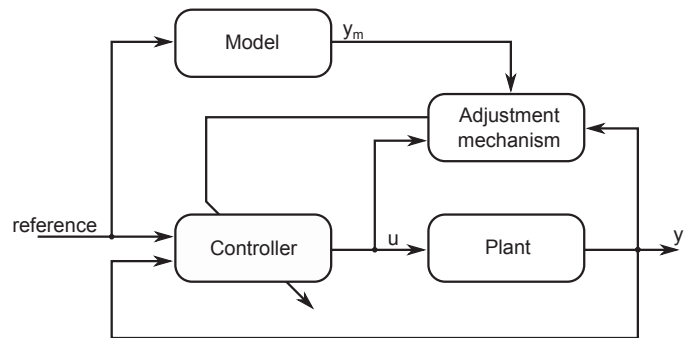 Model
yₘ
Adjustment
mechanism
reference
Controller
u
Plant
y